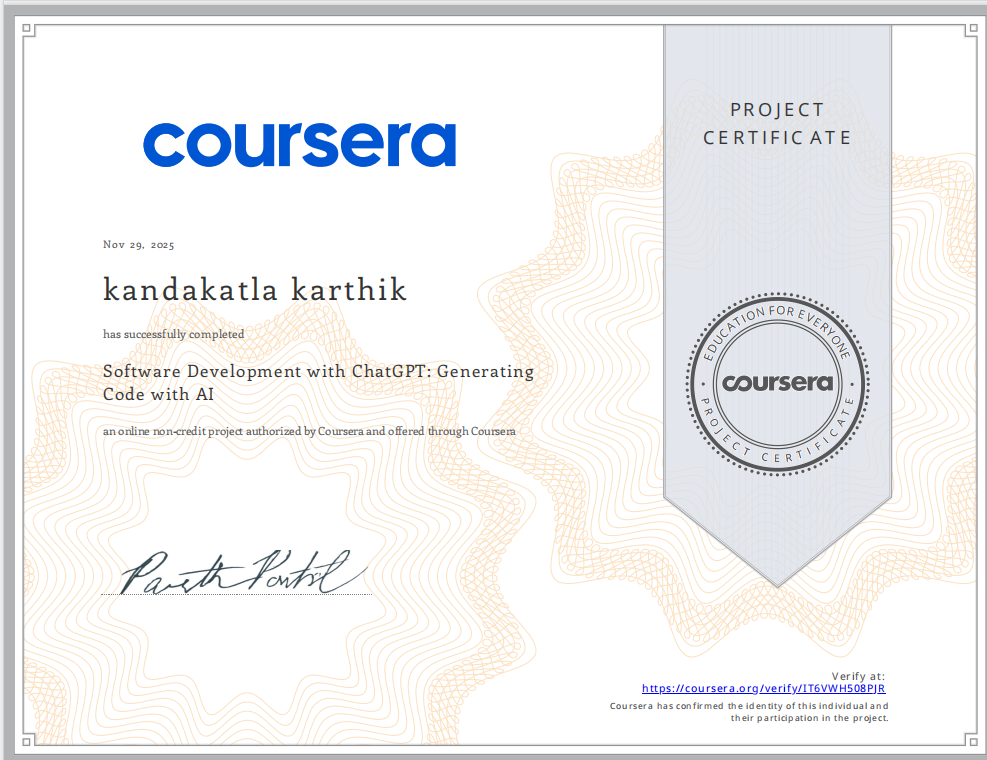 coursera
PROJECT
CERTIFICATE
Nov 29, 2025
kandakatla karthik
has successfully completed
Software Development with ChatGPT: Generating
Code with AI
an online non-credit project authorized by Coursera and offered through Coursera
EDUCATION FOR EVERYONE
coursera
PROJECT CERTIFICATE
Verify at:
https://coursera.org/verify/IT6VWH508PJR
Coursera has confirmed the identity of this individual and
their participation in the project.